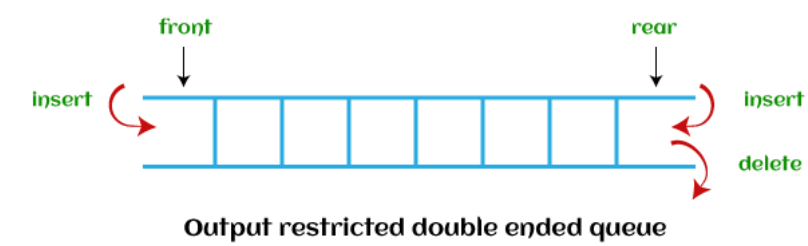 front rear
insert insert
delete
Output restricted double ended queue